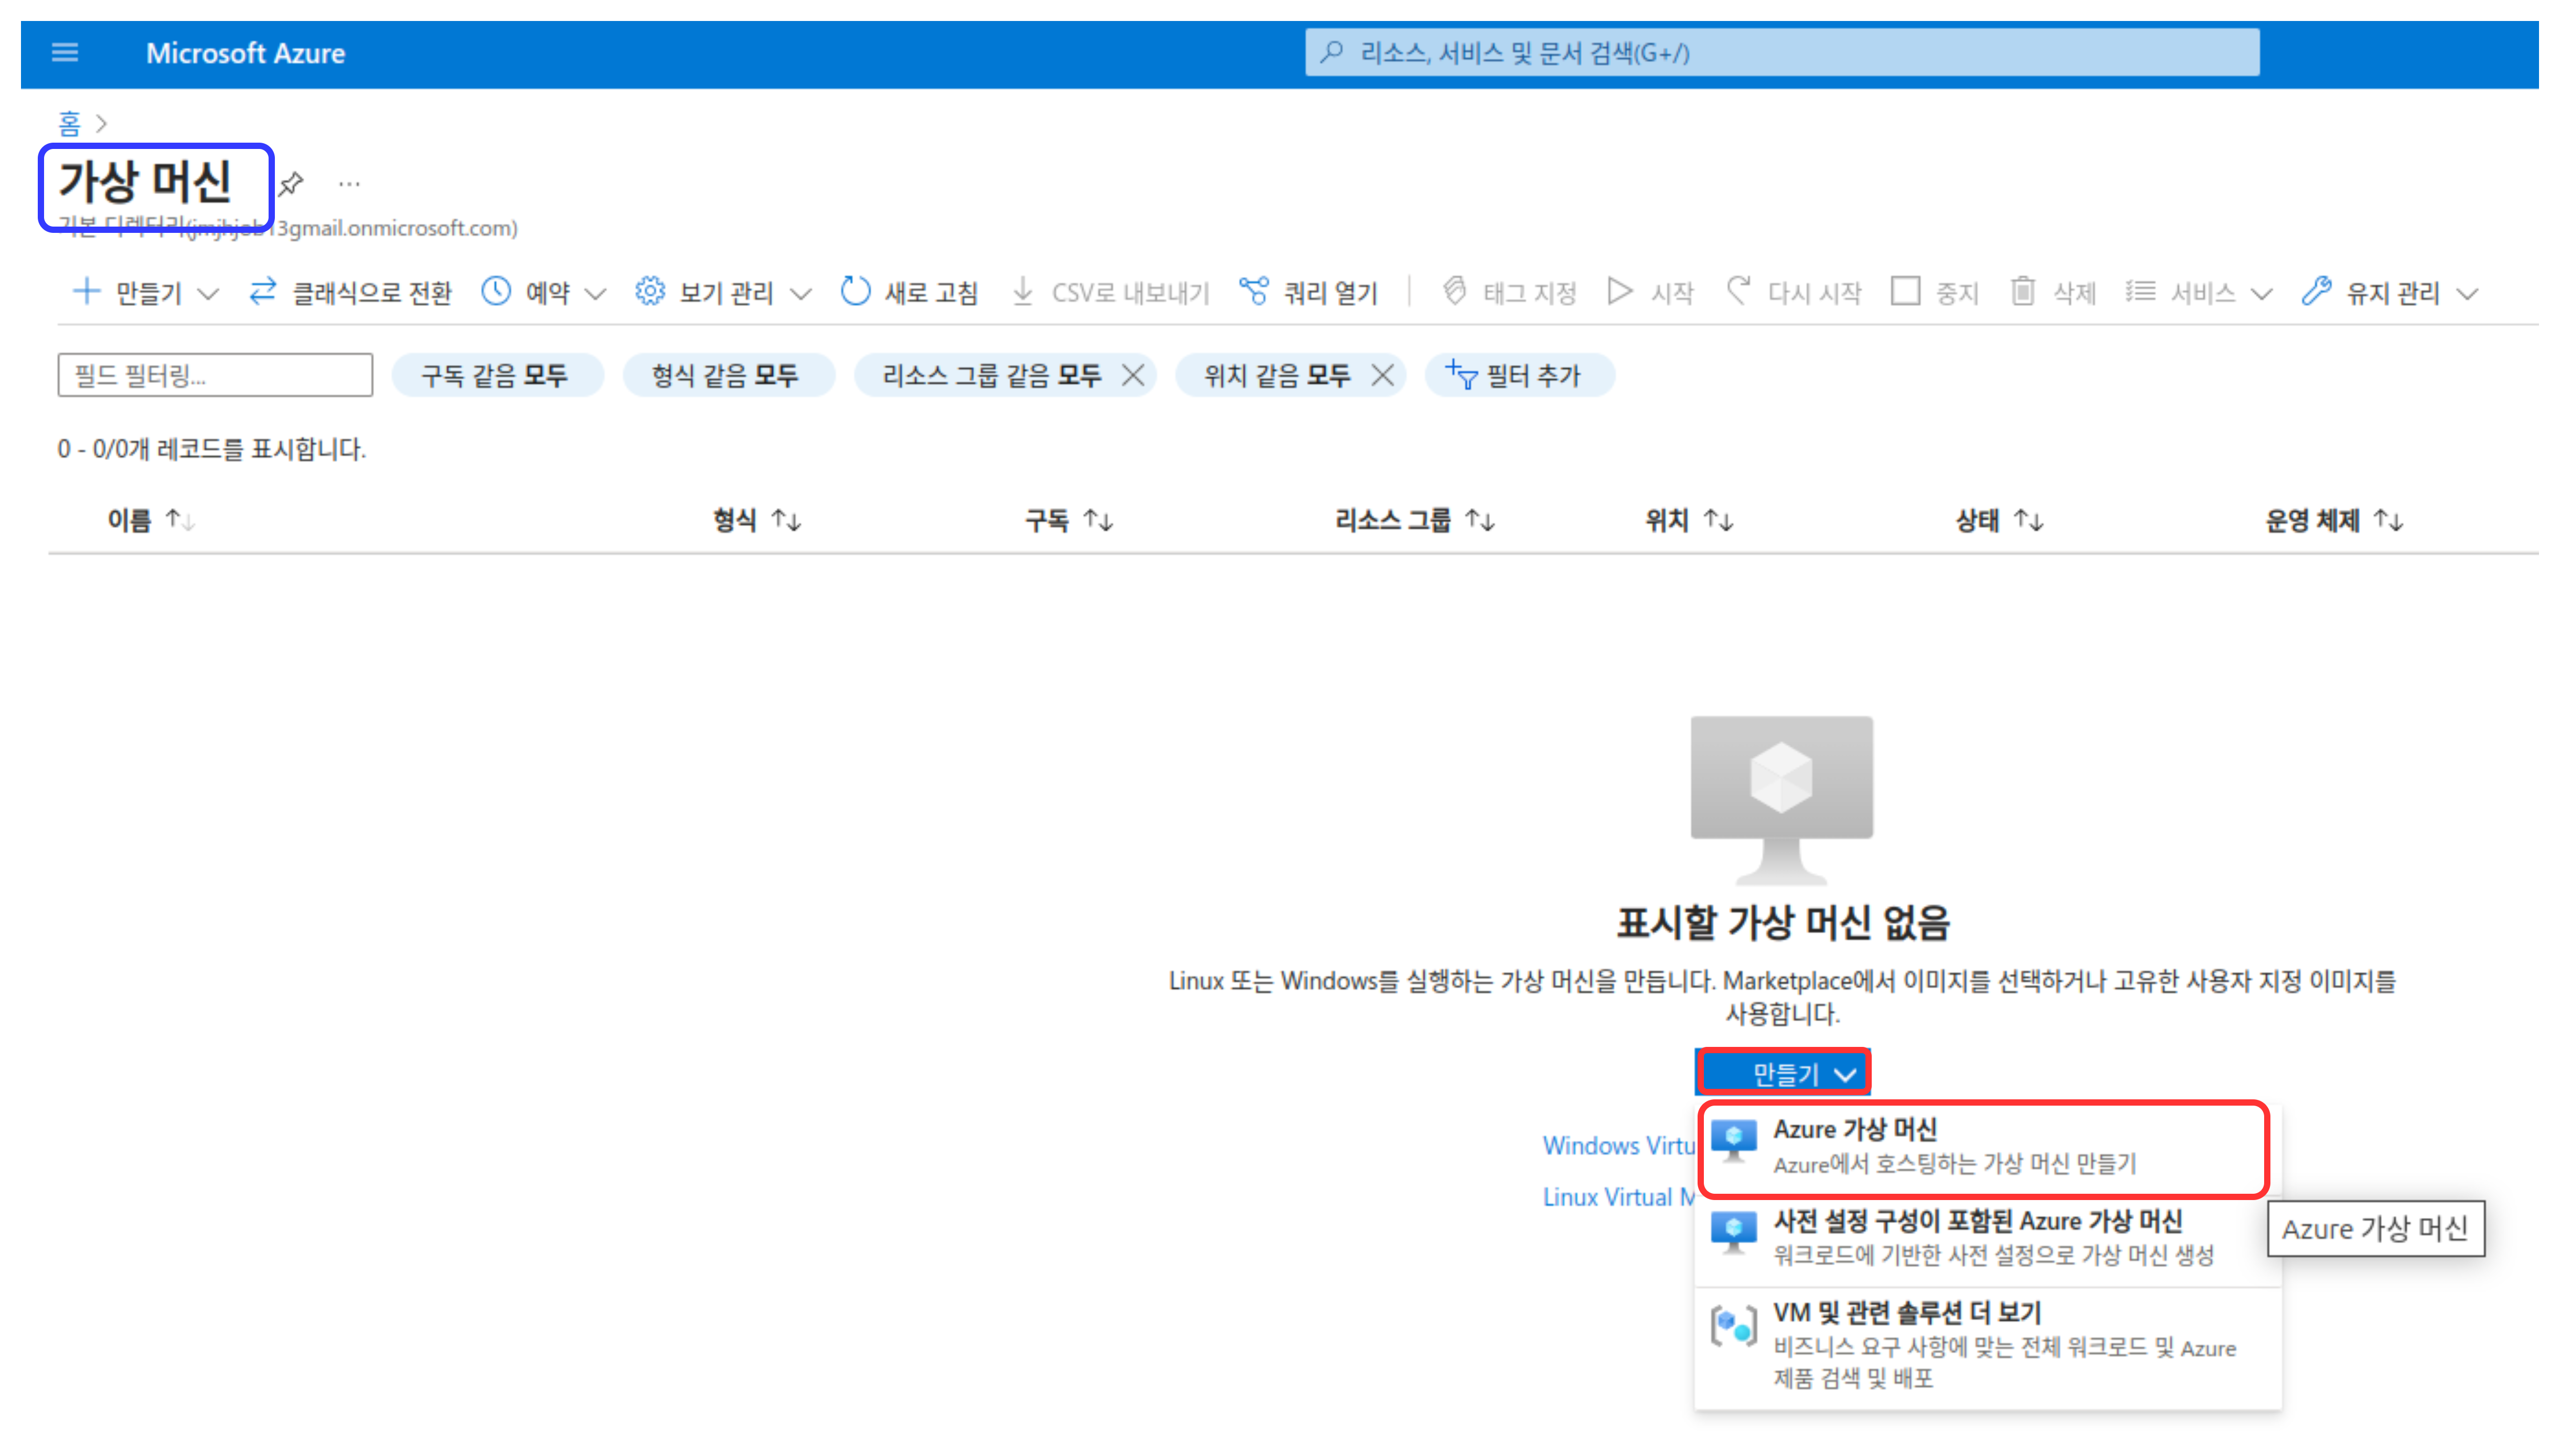 Microsoft Azure
리소스, 서비스 및 문서 검색(G+/)
홈 >
가상 머신
기본 디렉터리(jmjhjob13gmail.onmicrosoft.com)
만들기 클래식으로 전환 예약 보기 관리 새로 고침 CSV로 내보내기 쿼리 열기 태그 지정 시작 다시 시작 중지 삭제 서비스 유지 관리
필드 필터링... 구독 같음 모두 형식 같음 모두 리소스 그룹 같음 모두 위치 같음 모두 필터 추가
0 - 0/0개 레코드를 표시합니다.
이름 ↑↓ 형식 ↑↓ 구독 ↑↓ 리소스 그룹 ↑↓ 위치 ↑↓ 상태 ↑↓ 운영 체제 ↑↓
표시할 가상 머신 없음
Linux 또는 Windows를 실행하는 가상 머신을 만듭니다. Marketplace에서 이미지를 선택하거나 고유한 사용자 지정 이미지를
사용합니다.
만들기
Windows Virtu
Linux Virtual M
Azure 가상 머신
Azure에서 호스팅하는 가상 머신 만들기
사전 설정 구성이 포함된 Azure 가상 머신
워크로드에 기반한 사전 설정으로 가상 머신 생성
Azure 가상 머신
VM 및 관련 솔루션 더 보기
비즈니스 요구 사항에 맞는 전체 워크로드 및 Azure
제품 검색 및 배포